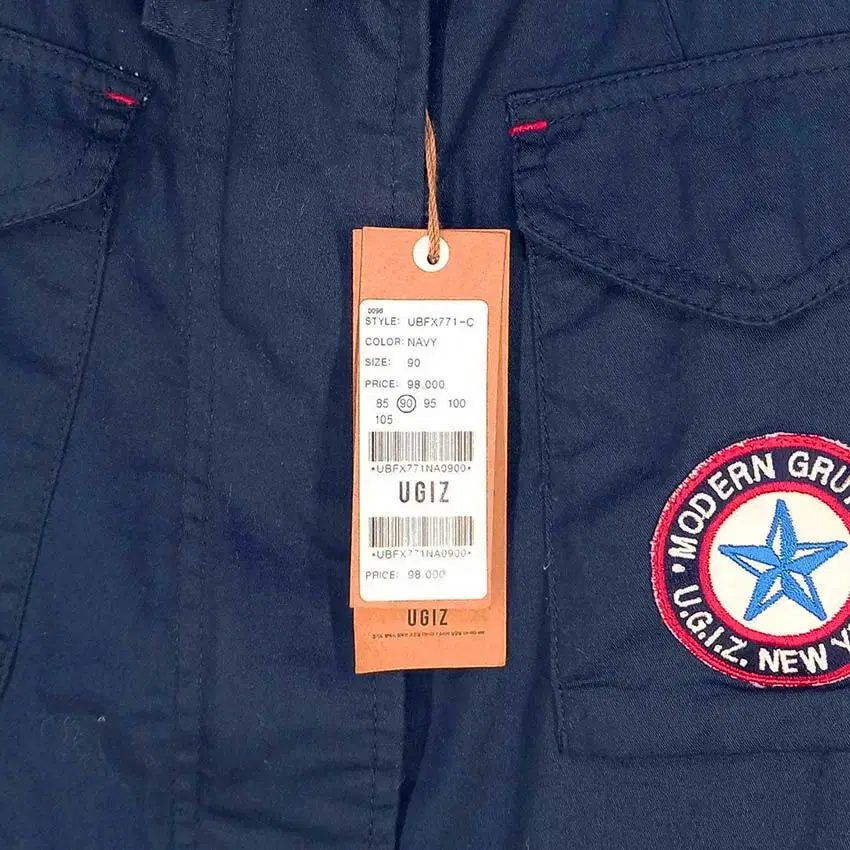 0096
STYLE: UBFX771-C
COLOR: NAVY
SIZE: 90
PRICE: 98.000
85 90 95 100
105
*UBFX771NA0900*
UGIZ
*UBFX771NA0900*
PRICE: 98.000
UGIZ
MODERN
U.G.I.Z. NEW